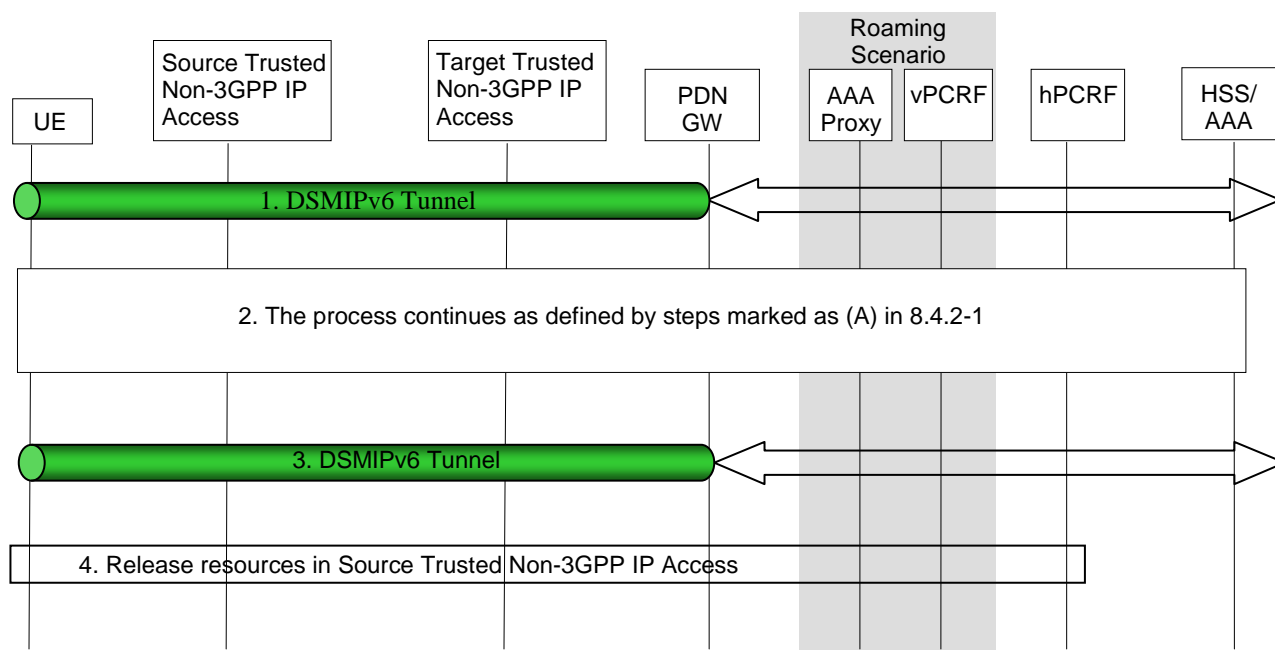 Roaming
Scenario
Source Trusted
Non-3GPP IP
Access
Target Trusted
Non-3GPP IP
Access
UE
PDN
GW
AAA
Proxy
vPCRF
hPCRF
HSS/
AAA
1. DSMIPv6 Tunnel
2. The process continues as defined by steps marked as (A) in 8.4.2-1
3. DSMIPv6 Tunnel
4. Release resources in Source Trusted Non-3GPP IP Access